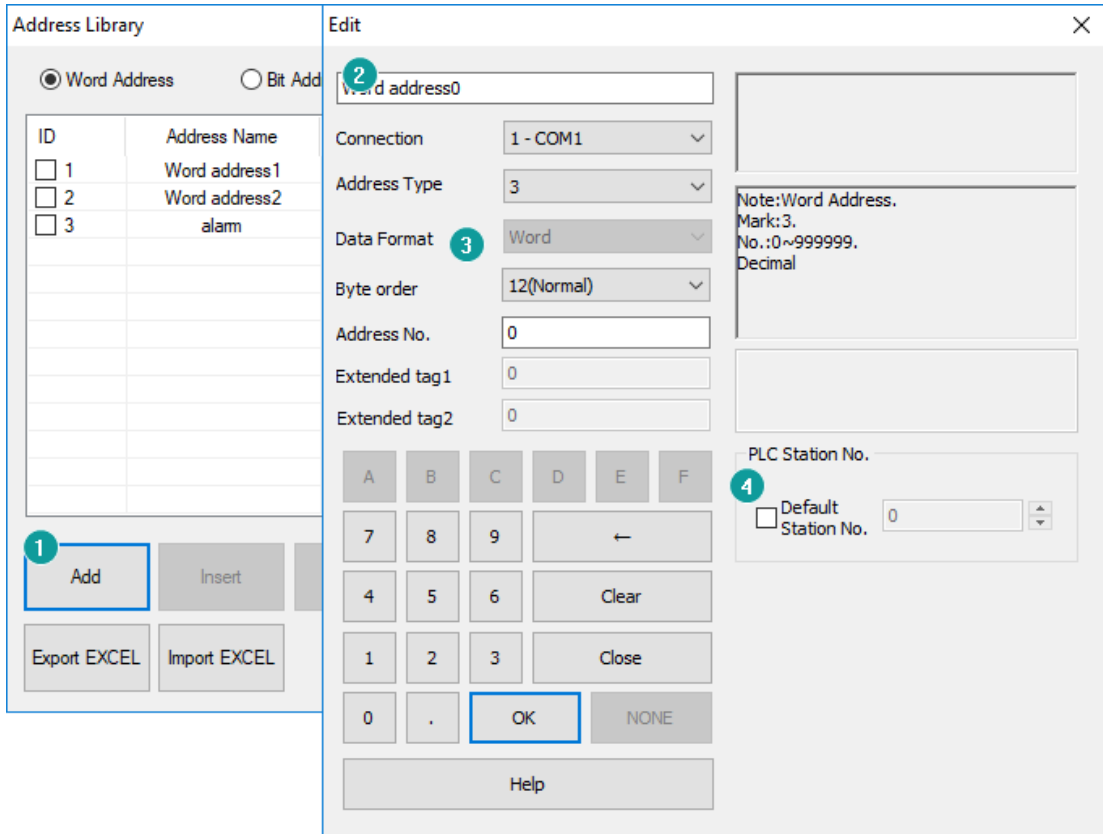 Address Library
Word Address
Bit Add
ID Address Name
1 Word address1
2 Word address2
3 alarm
1
Add Insert
Export EXCEL Import EXCEL
Edit
2
Word address0
Connection 1 - COM1
Address Type 3
Data Format 3 Word
Byte order 12(Normal)
Address No. 0
Extended tag1 0
Extended tag2 0
A B C D E F
7 8 9 ←
4 5 6 Clear
1 2 3 Close
0 . OK NONE
Help
Note:Word Address.
Mark:3.
No.:0~999999.
Decimal
PLC Station No.
4
Default
Station No.
0